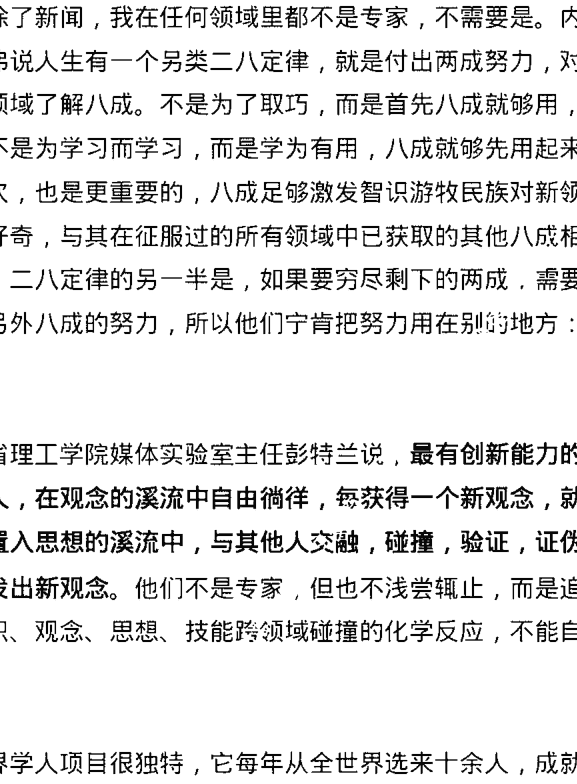 除了新闻，我在任何领域里都不是专家，不需要是。内
弗说人生有一个另类二八定律，就是付出两成努力，对
领域了解八成。不是为了取巧，而是首先八成就够用，
不是为学习而学习，而是学为有用，八成就够先用起来
次，也是更重要的，八成足够激发智识游牧民族对新领
好奇，与其在征服过的所有领域中已获取的其他八成相
。二八定律的另一半是，如果要穷尽剩下的两成，需要
另外八成的努力，所以他们宁肯把努力用在别的地方：
省理工学院媒体实验室主任彭特兰说，最有创新能力的
人，在观念的溪流中自由徜徉，每获得一个新观念，就
置入思想的溪流中，与其他人交融，碰撞，验证，证伪
发出新观念。他们不是专家，但也不浅尝辄止，而是追
识、观念、思想、技能跨领域碰撞的化学反应，不能自
界学人项目很独特，它每年从全世界选来十余人，成就